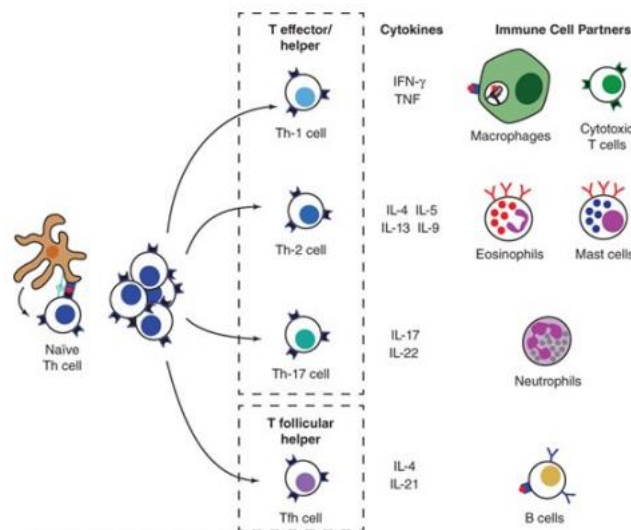 T effector/
helper
Cytokines
Immune Cell Partners
Th-1 cell
IFN-γ
TNF
Macrophages
Cytotoxic
T cells
Th-2 cell
IL-4 IL-5
IL-13 IL-9
Eosinophils
Mast cells
Naïve
Th cell
Th-17 cell
IL-17
IL-22
Neutrophils
T follicular
helper
Tfh cell
IL-4
IL-21
B cells